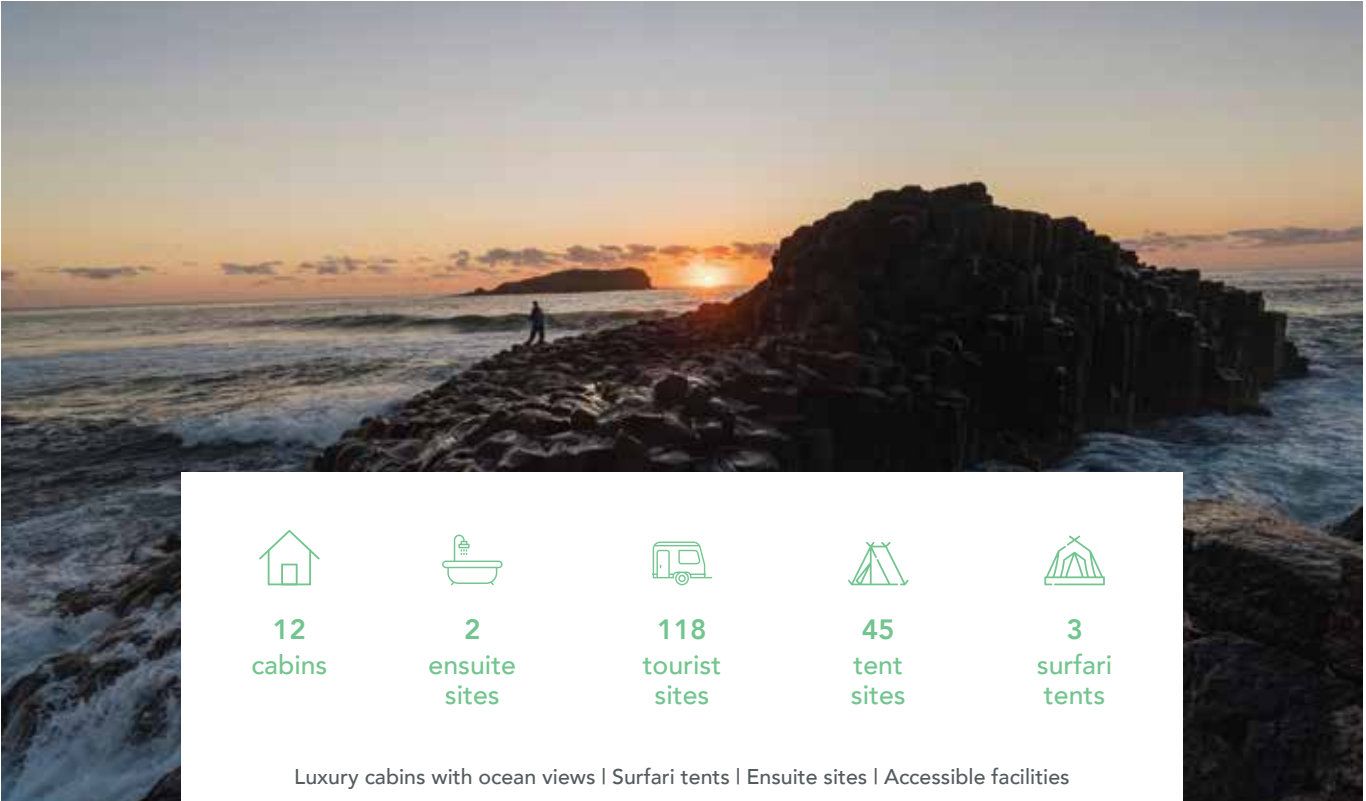 12
cabins
2
ensuite
sites
118
tourist
sites
45
tent
sites
3
surfari
tents
Luxury cabins with ocean views | Surfari tents | Ensuite sites | Accessible facilities